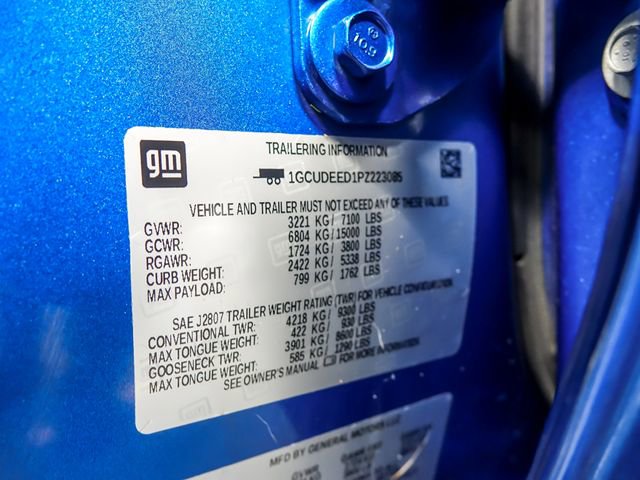 10.9
gm
TRAILERING INFORMATION
1GCUDEED1PZ223085
VEHICLE AND TRAILER MUST NOT EXCEED ANY OF THESE VALUES
GVWR: 3221 KG/ 7100 LBS
GCWR: 6804 KG/ 15000 LBS
RGAWR: 1724 KG/ 3800 LBS
CURB WEIGHT: 2422 KG/ 5338 LBS
MAX PAYLOAD: 799 KG/ 1762 LBS
SAE J2807 TRAILER WEIGHT RATING (TWR) FOR VEHICLE CONFIGURATION
CONVENTIONAL TWR: 4218 KG/ 9300 LBS
MAX TONGUE WEIGHT: 422 KG/ 930 LBS
GOOSENECK TWR: 3901 KG/ 8600 LBS
MAX TONGUE WEIGHT: 585 KG/ 1290 LBS
SEE OWNER'S MANUAL FOR MORE INFORMATION
MFD BY GENERAL MOTORS LLC
GVWR